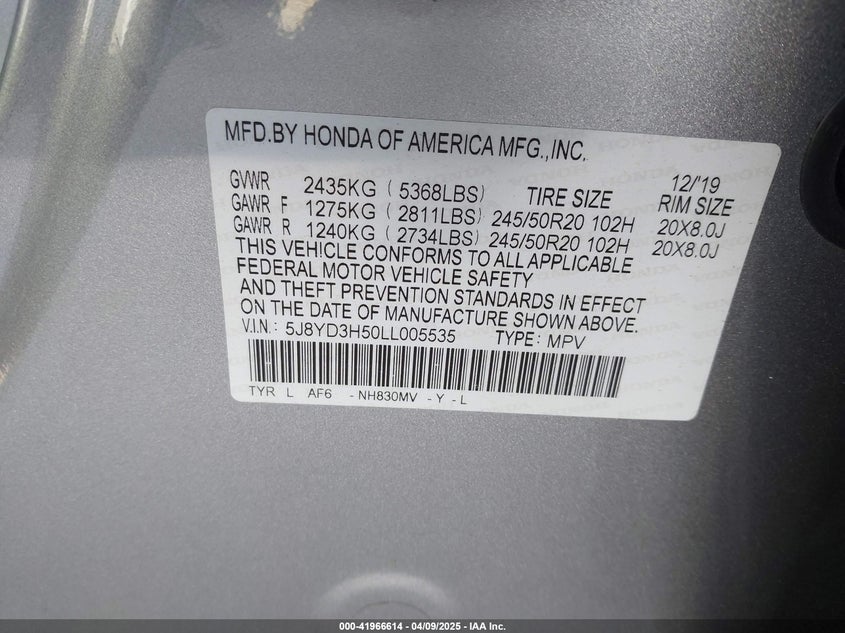 MFD.BY HONDA OF AMERICA MFG.,INC.
12/'19
GVWR 2435KG ( 5368LBS) TIRE SIZE RIM SIZE
GAWR F 1275KG ( 2811LBS) 245/50R20 102H 20X8.0J
GAWR R 1240KG ( 2734LBS) 245/50R20 102H 20X8.0J
THIS VEHICLE CONFORMS TO ALL APPLICABLE
FEDERAL MOTOR VEHICLE SAFETY
AND THEFT PREVENTION STANDARDS IN EFFECT
ON THE DATE OF MANUFACTURE SHOWN ABOVE.
V.I.N.: 5J8YD3H50LL005535 TYPE: MPV
TYR L AF6 - NH830MV - Y - L
000-41966614 / 04/09/2025 - IAA Inc.